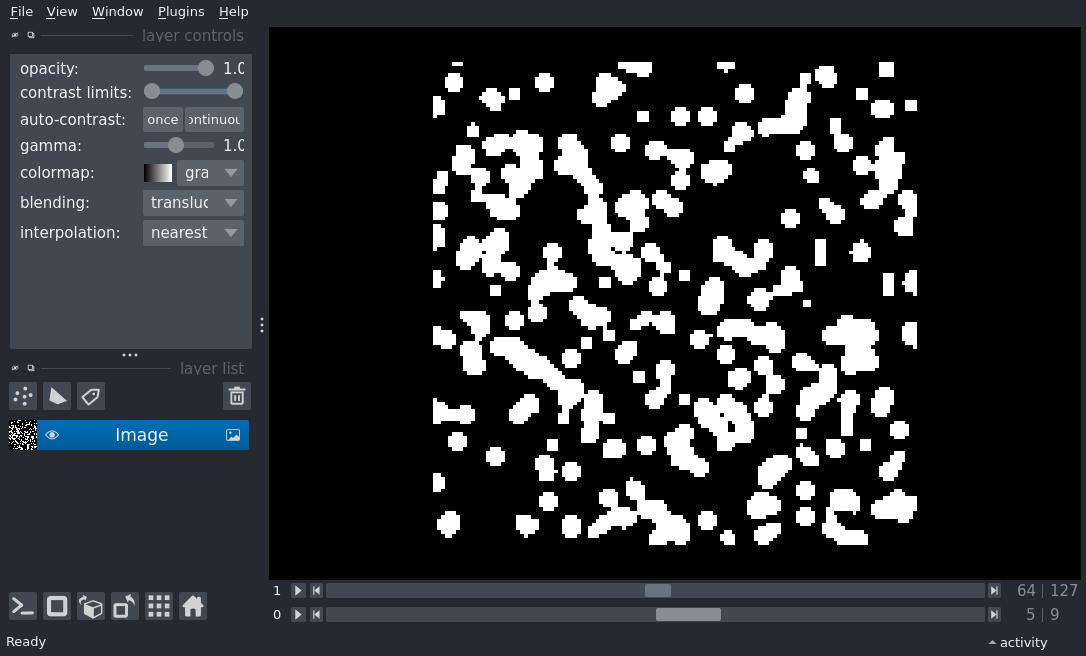 File View Window Plugins Help
layer controls
opacity: 1.0
contrast limits:
auto-contrast: once ontinuou
gamma: 1.0
colormap: gra
blending: transluc
interpolation: nearest
layer list
Image
1 64 | 127
0 5 | 9
Ready activity